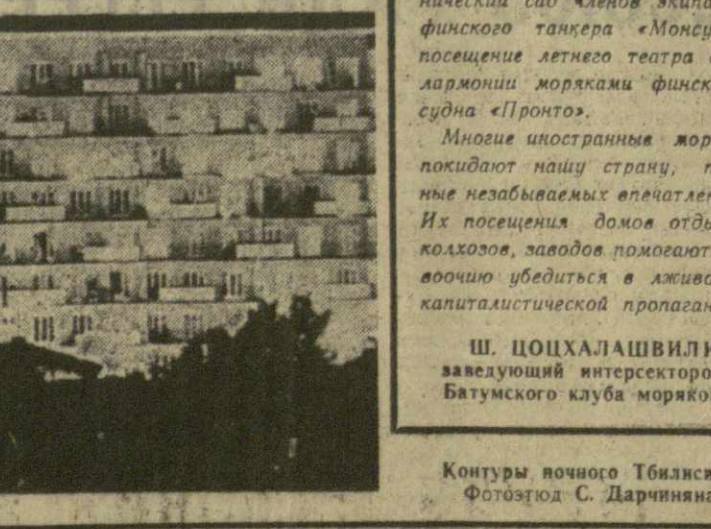 нический сад членов экипа
финского танкера «Монсу
посещение летнего театра
лармонии моряками финск
судна «Пронто».
Многие иностранные мор
покидают нашу страну, п
ные незабываемых впечатлен
Их посещения домов отды
колхозов, заводов помогают
воочию убедиться в лживо
капиталистической пропаган
Ш. ЦОЦХАЛАШВИЛИ
заведующий интерсекторо
Батумского клуба моряко
Контуры ночного Тбилиси
Фотоэтюд С. Дарчиняна